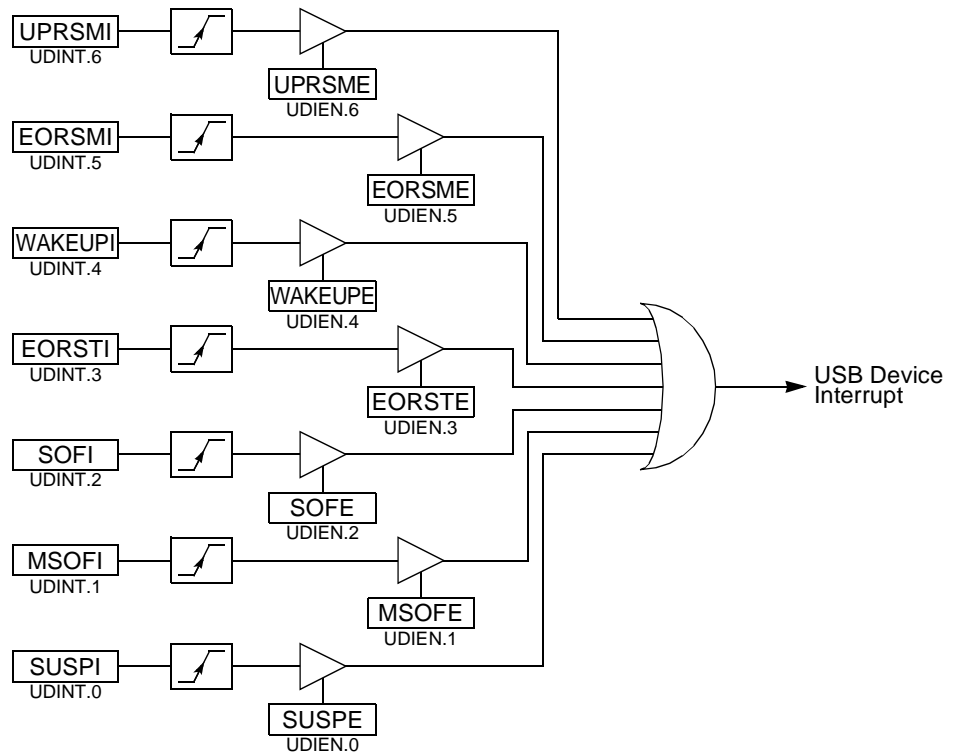 UPRSMI
UDINT.6
UPRSME
UDIEN.6
EORSMI
UDINT.5
EORSME
UDIEN.5
WAKEUPI
UDINT.4
WAKEUPE
UDIEN.4
EORSTI
UDINT.3
EORSTE
UDIEN.3
SOFI
UDINT.2
SOFE
UDIEN.2
MSOFI
UDINT.1
MSOFE
UDIEN.1
SUSPI
UDINT.0
SUSPE
UDIEN.0
USB Device
Interrupt